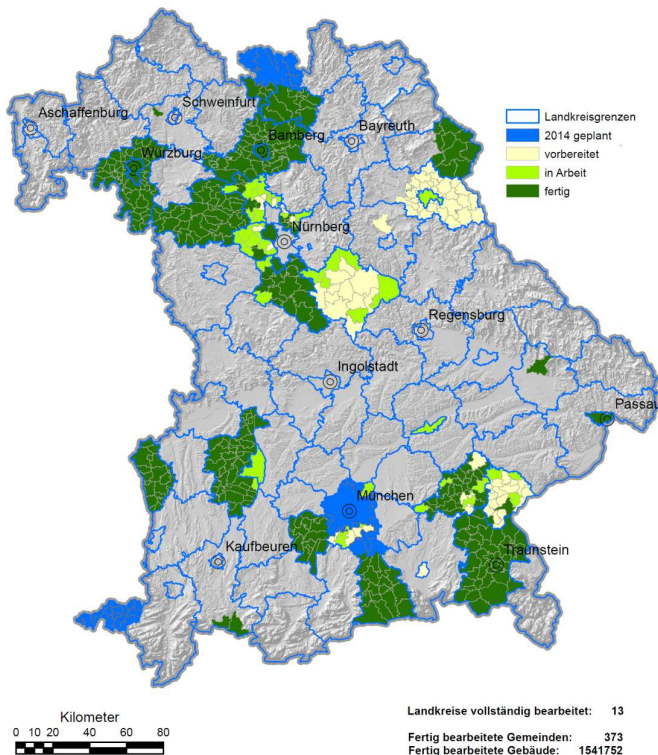 Schweinfurt
Aschaffenburg
Bamberg
Bayreuth
Würzburg
Nürnberg
Regensburg
Ingolstadt
Passau
München
Kaufbeuren
Traunstein
Landkreisgrenzen
2014 geplant
vorbereitet
in Arbeit
fertig
Kilometer
0 10 20 40 60 80
Landkreise vollständig bearbeitet: 13
Fertig bearbeitete Gemeinden: 373
Fertig bearbeitete Gebäude: 1541752